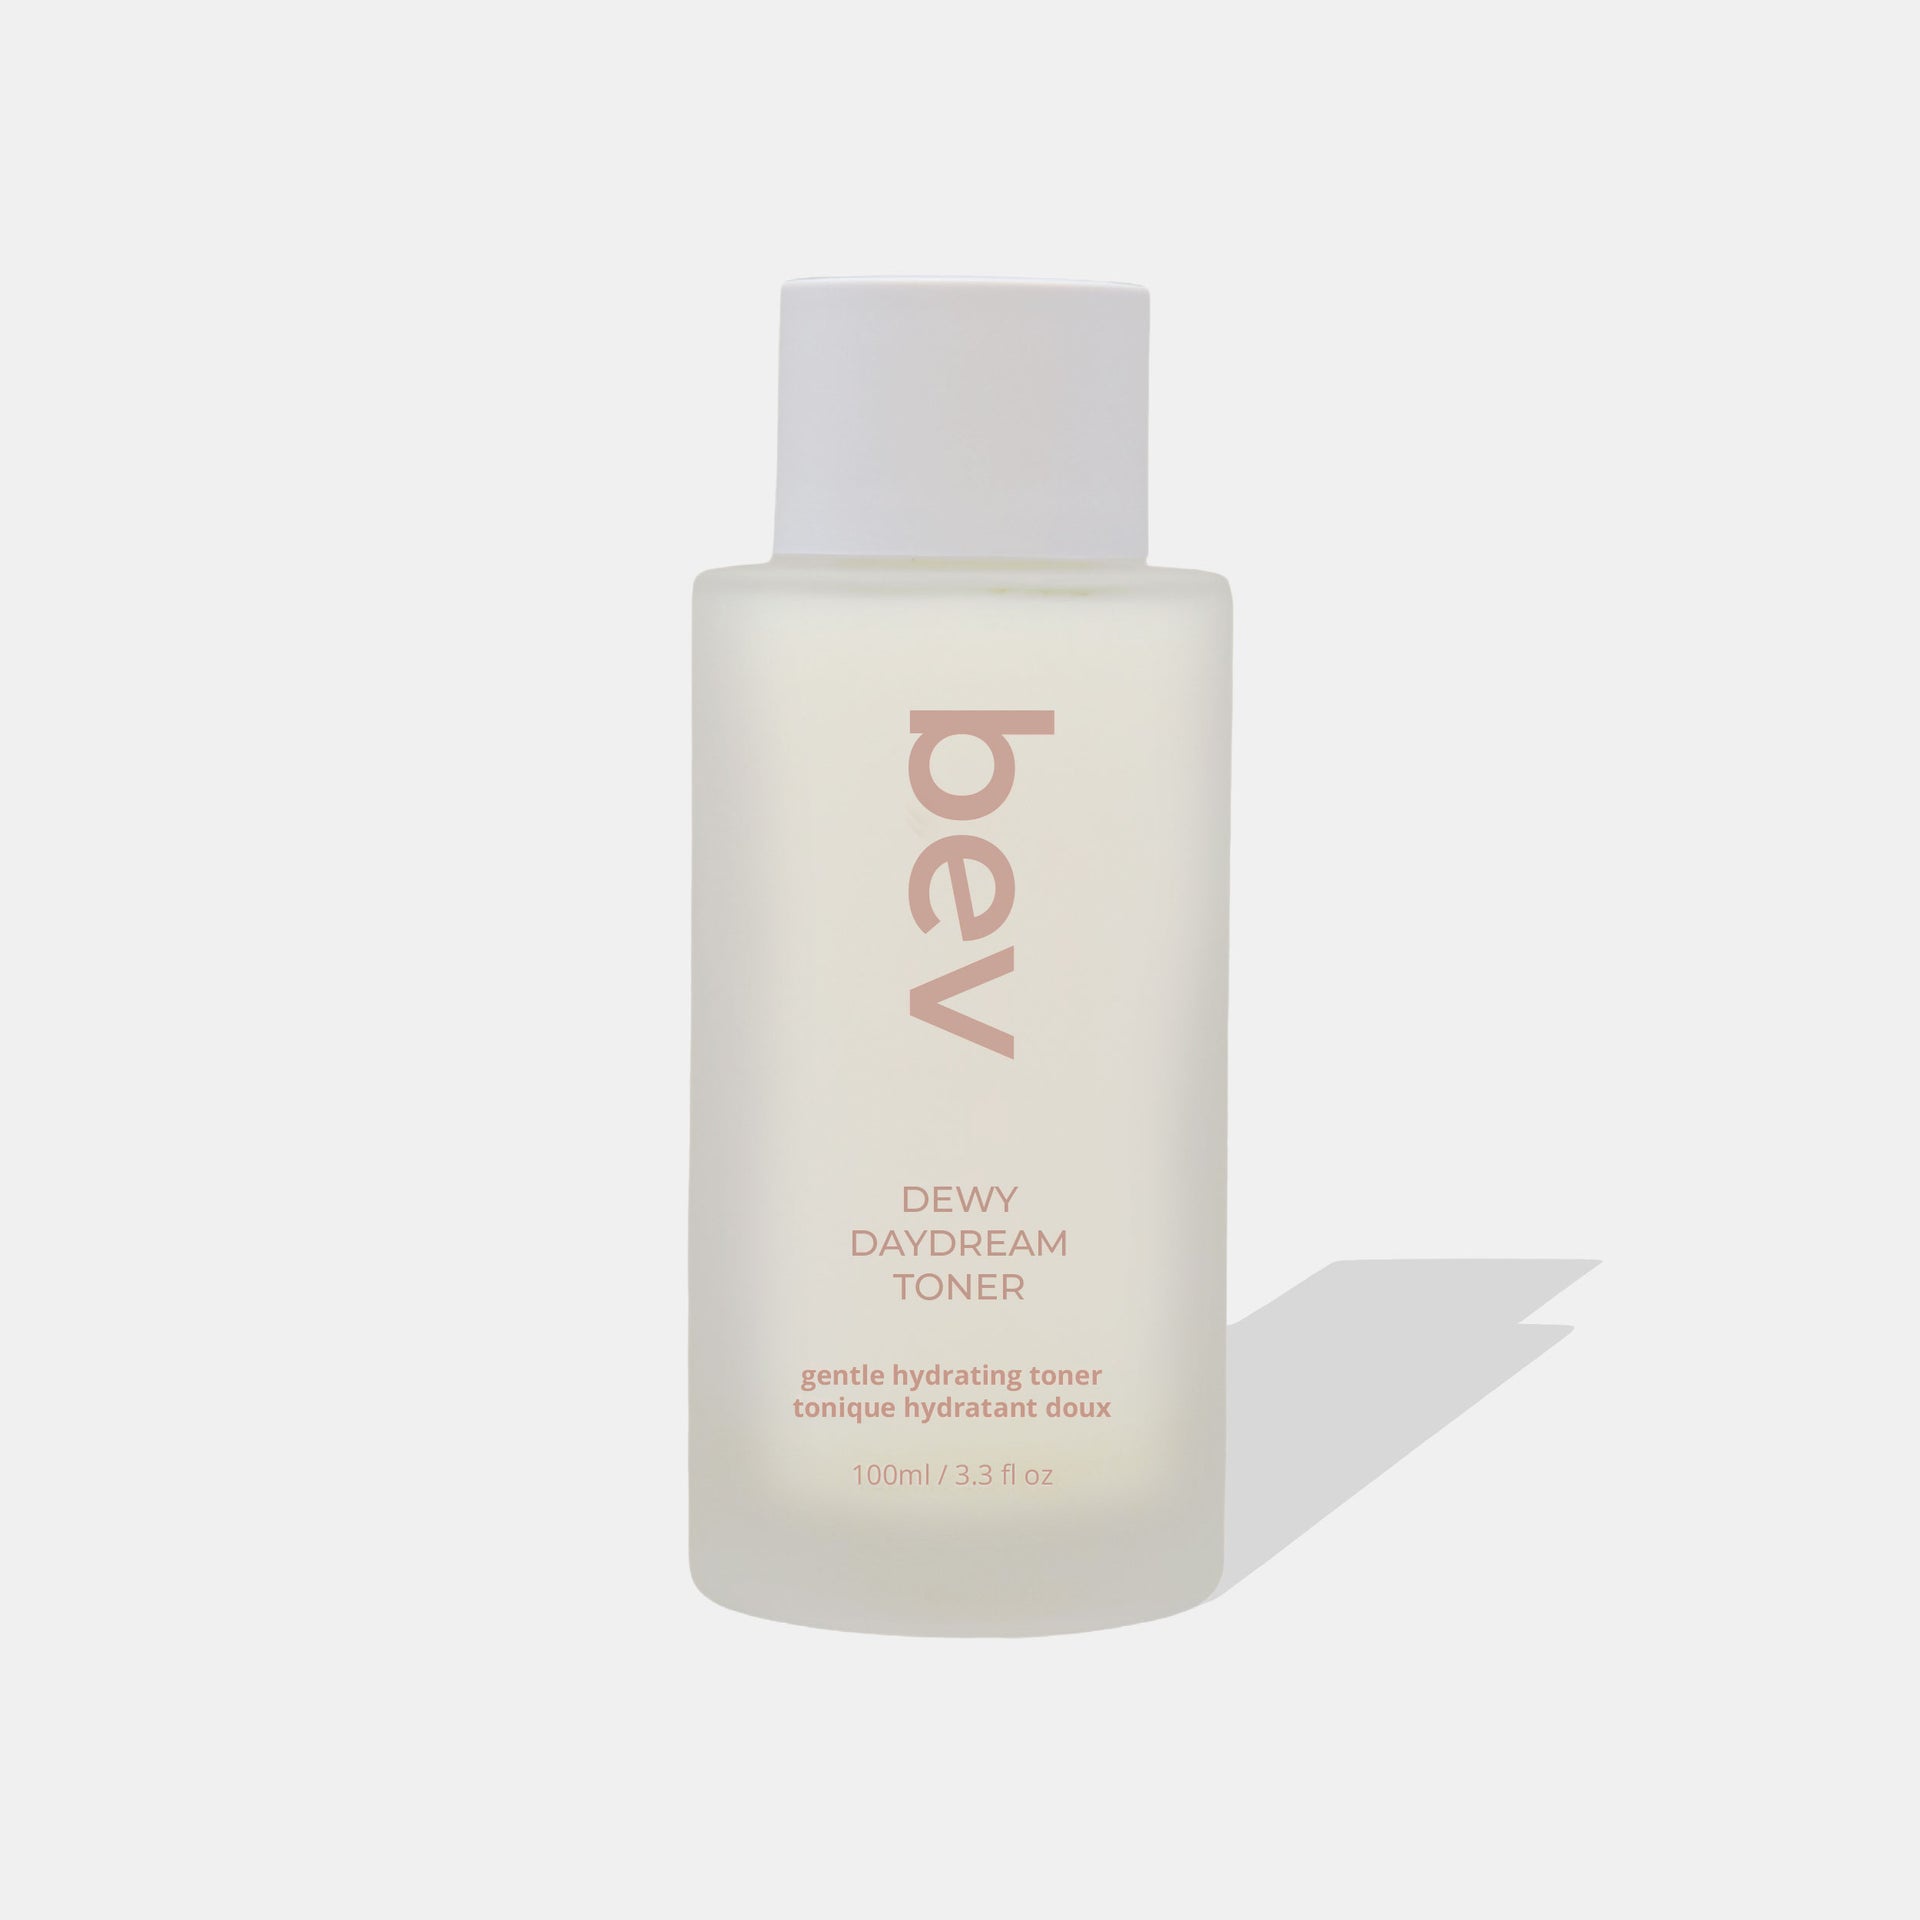 bev
DEWY
DAYDREAM
TONER
gentle hydrating toner
tonique hydratant doux
100ml / 3.3 fl oz